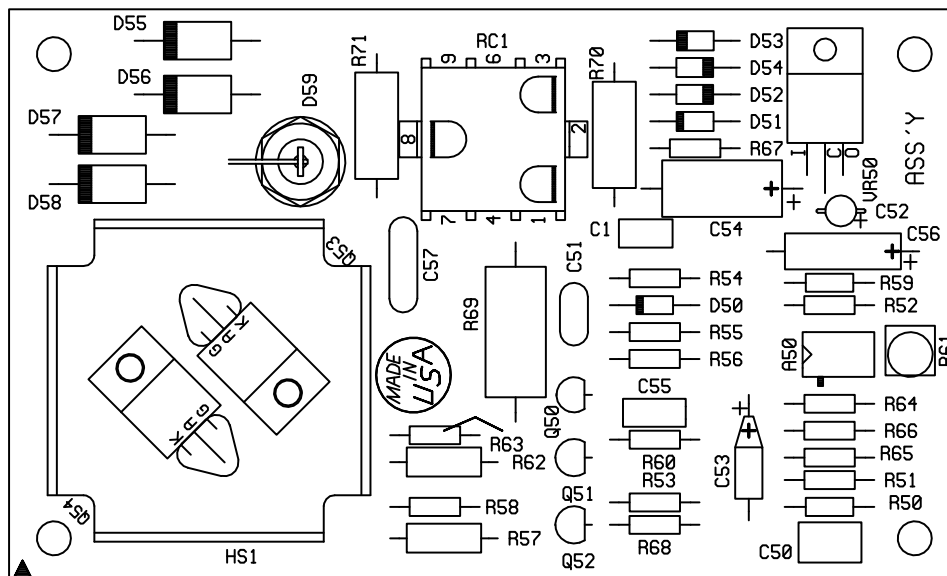 D55
D56
D57
D58
D59
R71
RC1
9 6 3
8
2
7 4 1
R70
D53
D54
D52
D51
R67
I C O
VR50
ASS'Y
C54
C52
C56
C1
Q53
G A K
G A K
Q54
HS1
C57
R69
C51
R54
D50
R55
R56
R59
R52
A50
R61
MADE
IN
USA
Q50
C55
R63
R62
R60
Q51
R53
R58
R57
Q52
R68
C53
R64
R66
R65
R51
R50
C50